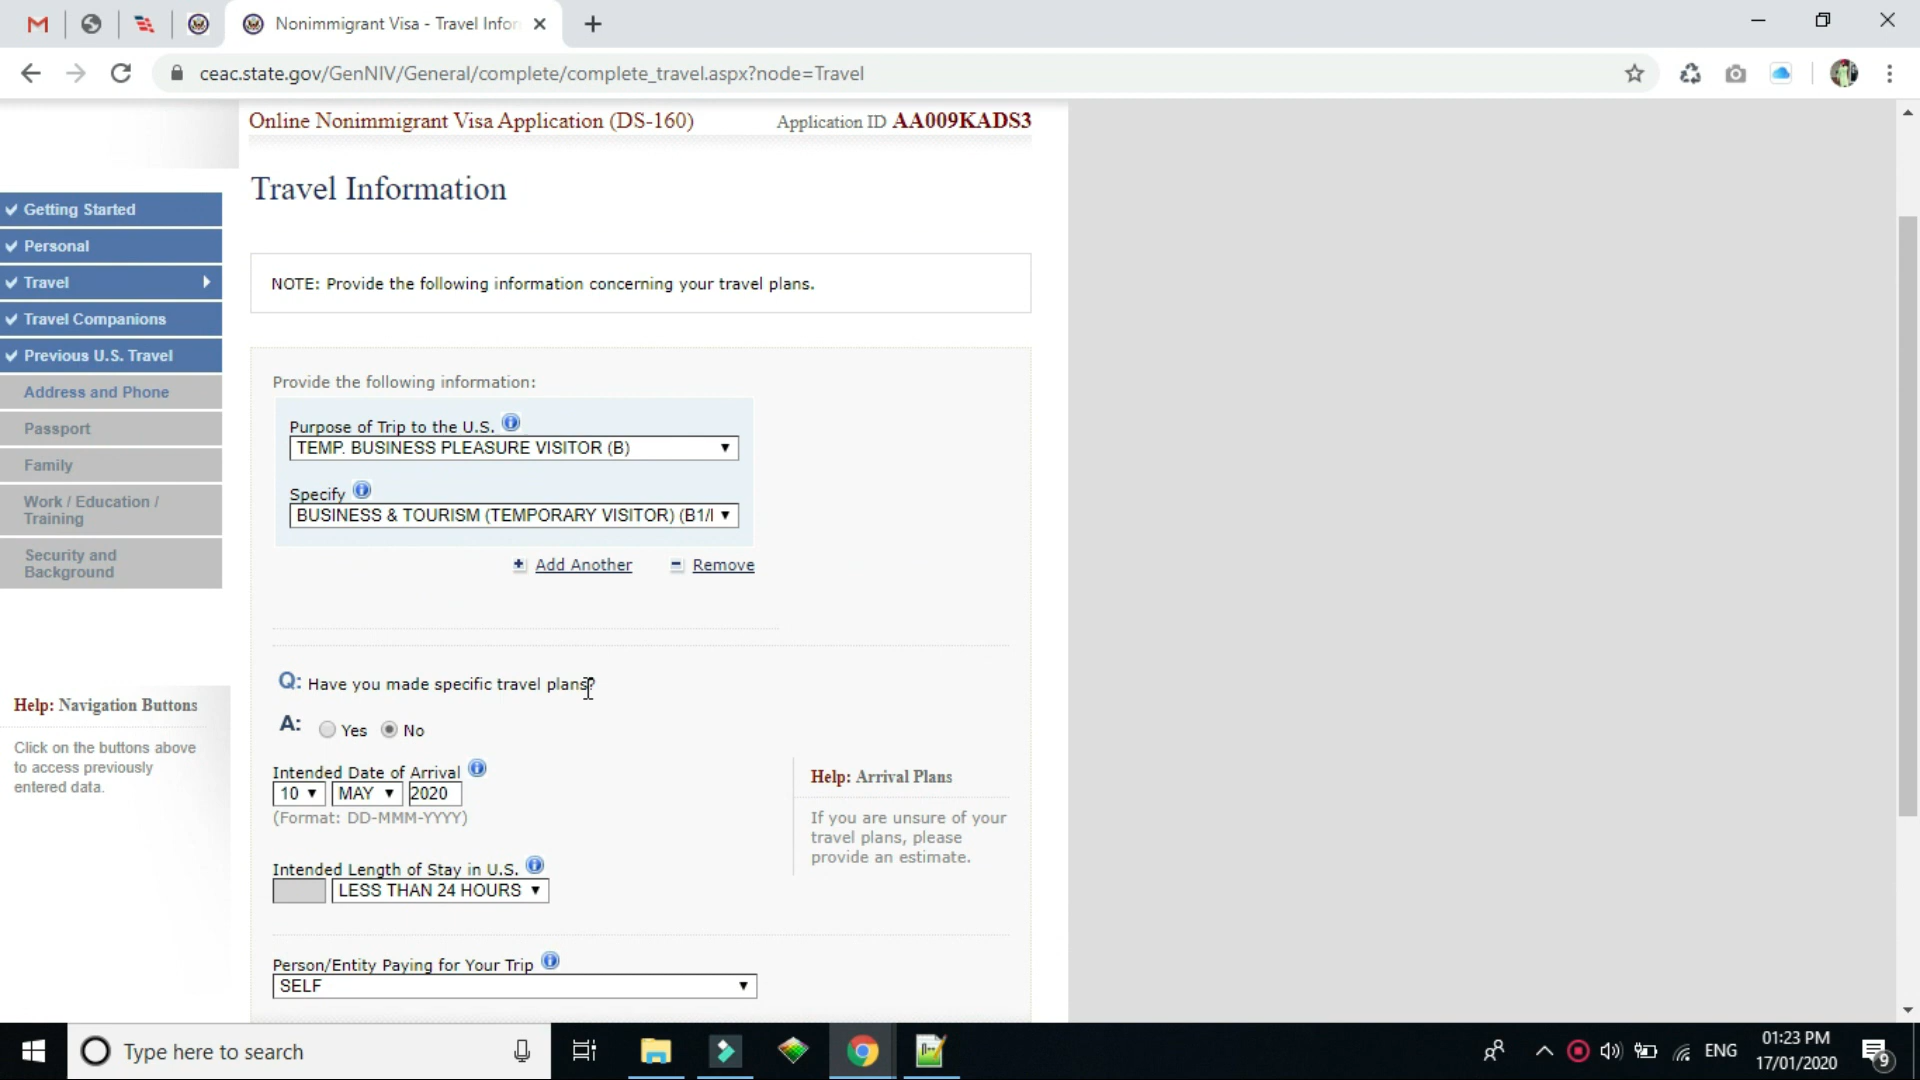 Nonimmigrant Visa - Travel Infor
ceac.state.gov/GenNIV/General/complete/complete_travel.aspx?node=Travel
Online Nonimmigrant Visa Application (DS-160)
Application ID AA009KADS3
Travel Information
Getting Started
Personal
Travel
Travel Companions
Previous U.S. Travel
Address and Phone
Passport
Family
Work / Education /
Training
Security and
Background
Help: Navigation Buttons
Click on the buttons above
to access previously
entered data.
NOTE: Provide the following information concerning your travel plans.
Provide the following information:
Purpose of Trip to the U.S.
TEMP. BUSINESS PLEASURE VISITOR (B)
Specify
BUSINESS & TOURISM (TEMPORARY VISITOR) (B1/
Add Another
Remove
Q: Have you made specific travel plans?
A: Yes No
Intended Date of Arrival
10 MAY 2020
(Format: DD-MMM-YYYY)
Help: Arrival Plans
If you are unsure of your
travel plans, please
provide an estimate.
Intended Length of Stay in U.S.
LESS THAN 24 HOURS
Person/Entity Paying for Your Trip
SELF
Type here to search
ENG
01:23 PM
17/01/2020
9